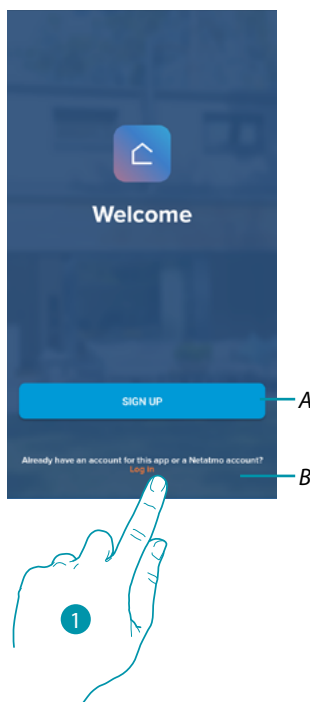 Welcome
SIGN UP
A
Already have an account for this app or a Netatmo account?
Log in
B
1